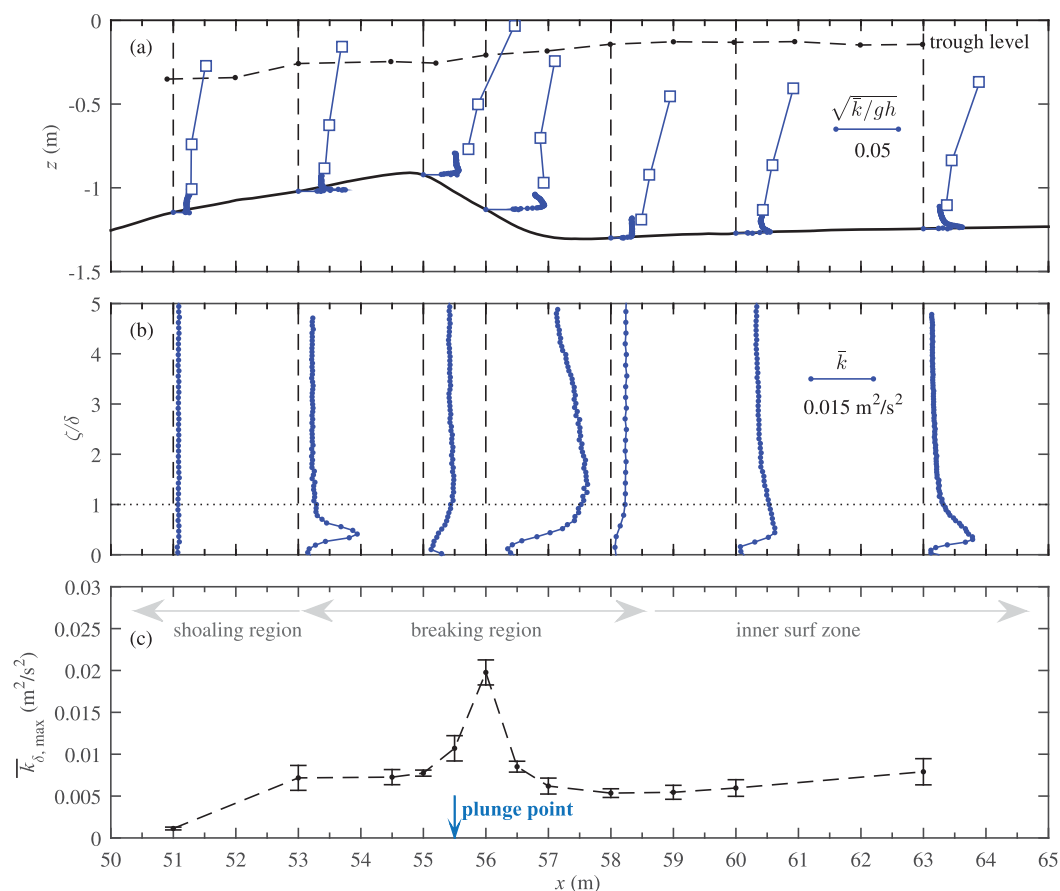 0
(a)
trough level
-0.5
z (m)
√k̄/gh
0.05
-1
-1.5
5
(b)
4
k̄
3
0.015 m²/s²
ζ/δ
2
1
0
0.03
0.025
shoaling region
breaking region
inner surf zone
(c)
0.02
k̄δ, max (m²/s²)
0.015
0.01
0.005
plunge point
0
50 51 52 53 54 55 56 57 58 59 60 61 62 63 64 65
x (m)